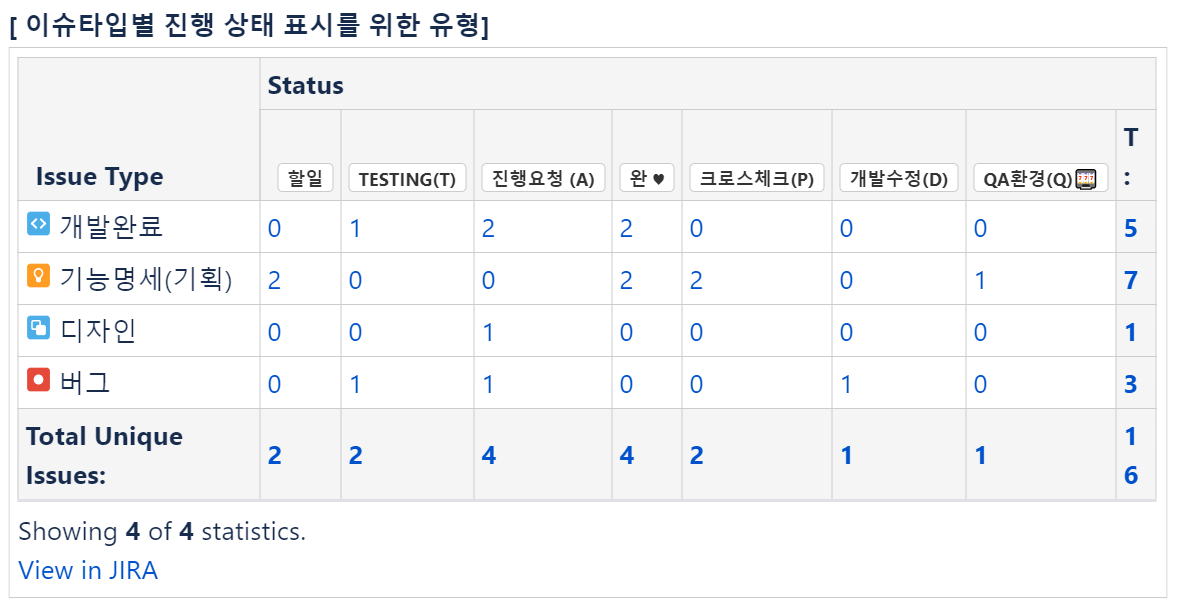 [ 이슈타입별 진행 상태 표시를 위한 유형]
Status
Issue Type 할일 TESTING(T) 진행요청 (A) 완 ♥ 크로스체크(P) 개발수정(D) QA환경(Q)🎰 T:
개발완료 0 1 2 2 0 0 0 5
기능명세(기획) 2 0 0 2 2 0 1 7
디자인 0 0 1 0 0 0 0 1
버그 0 1 1 0 0 1 0 3
Total Unique Issues: 2 2 4 4 2 1 1 16
Showing 4 of 4 statistics.
View in JIRA